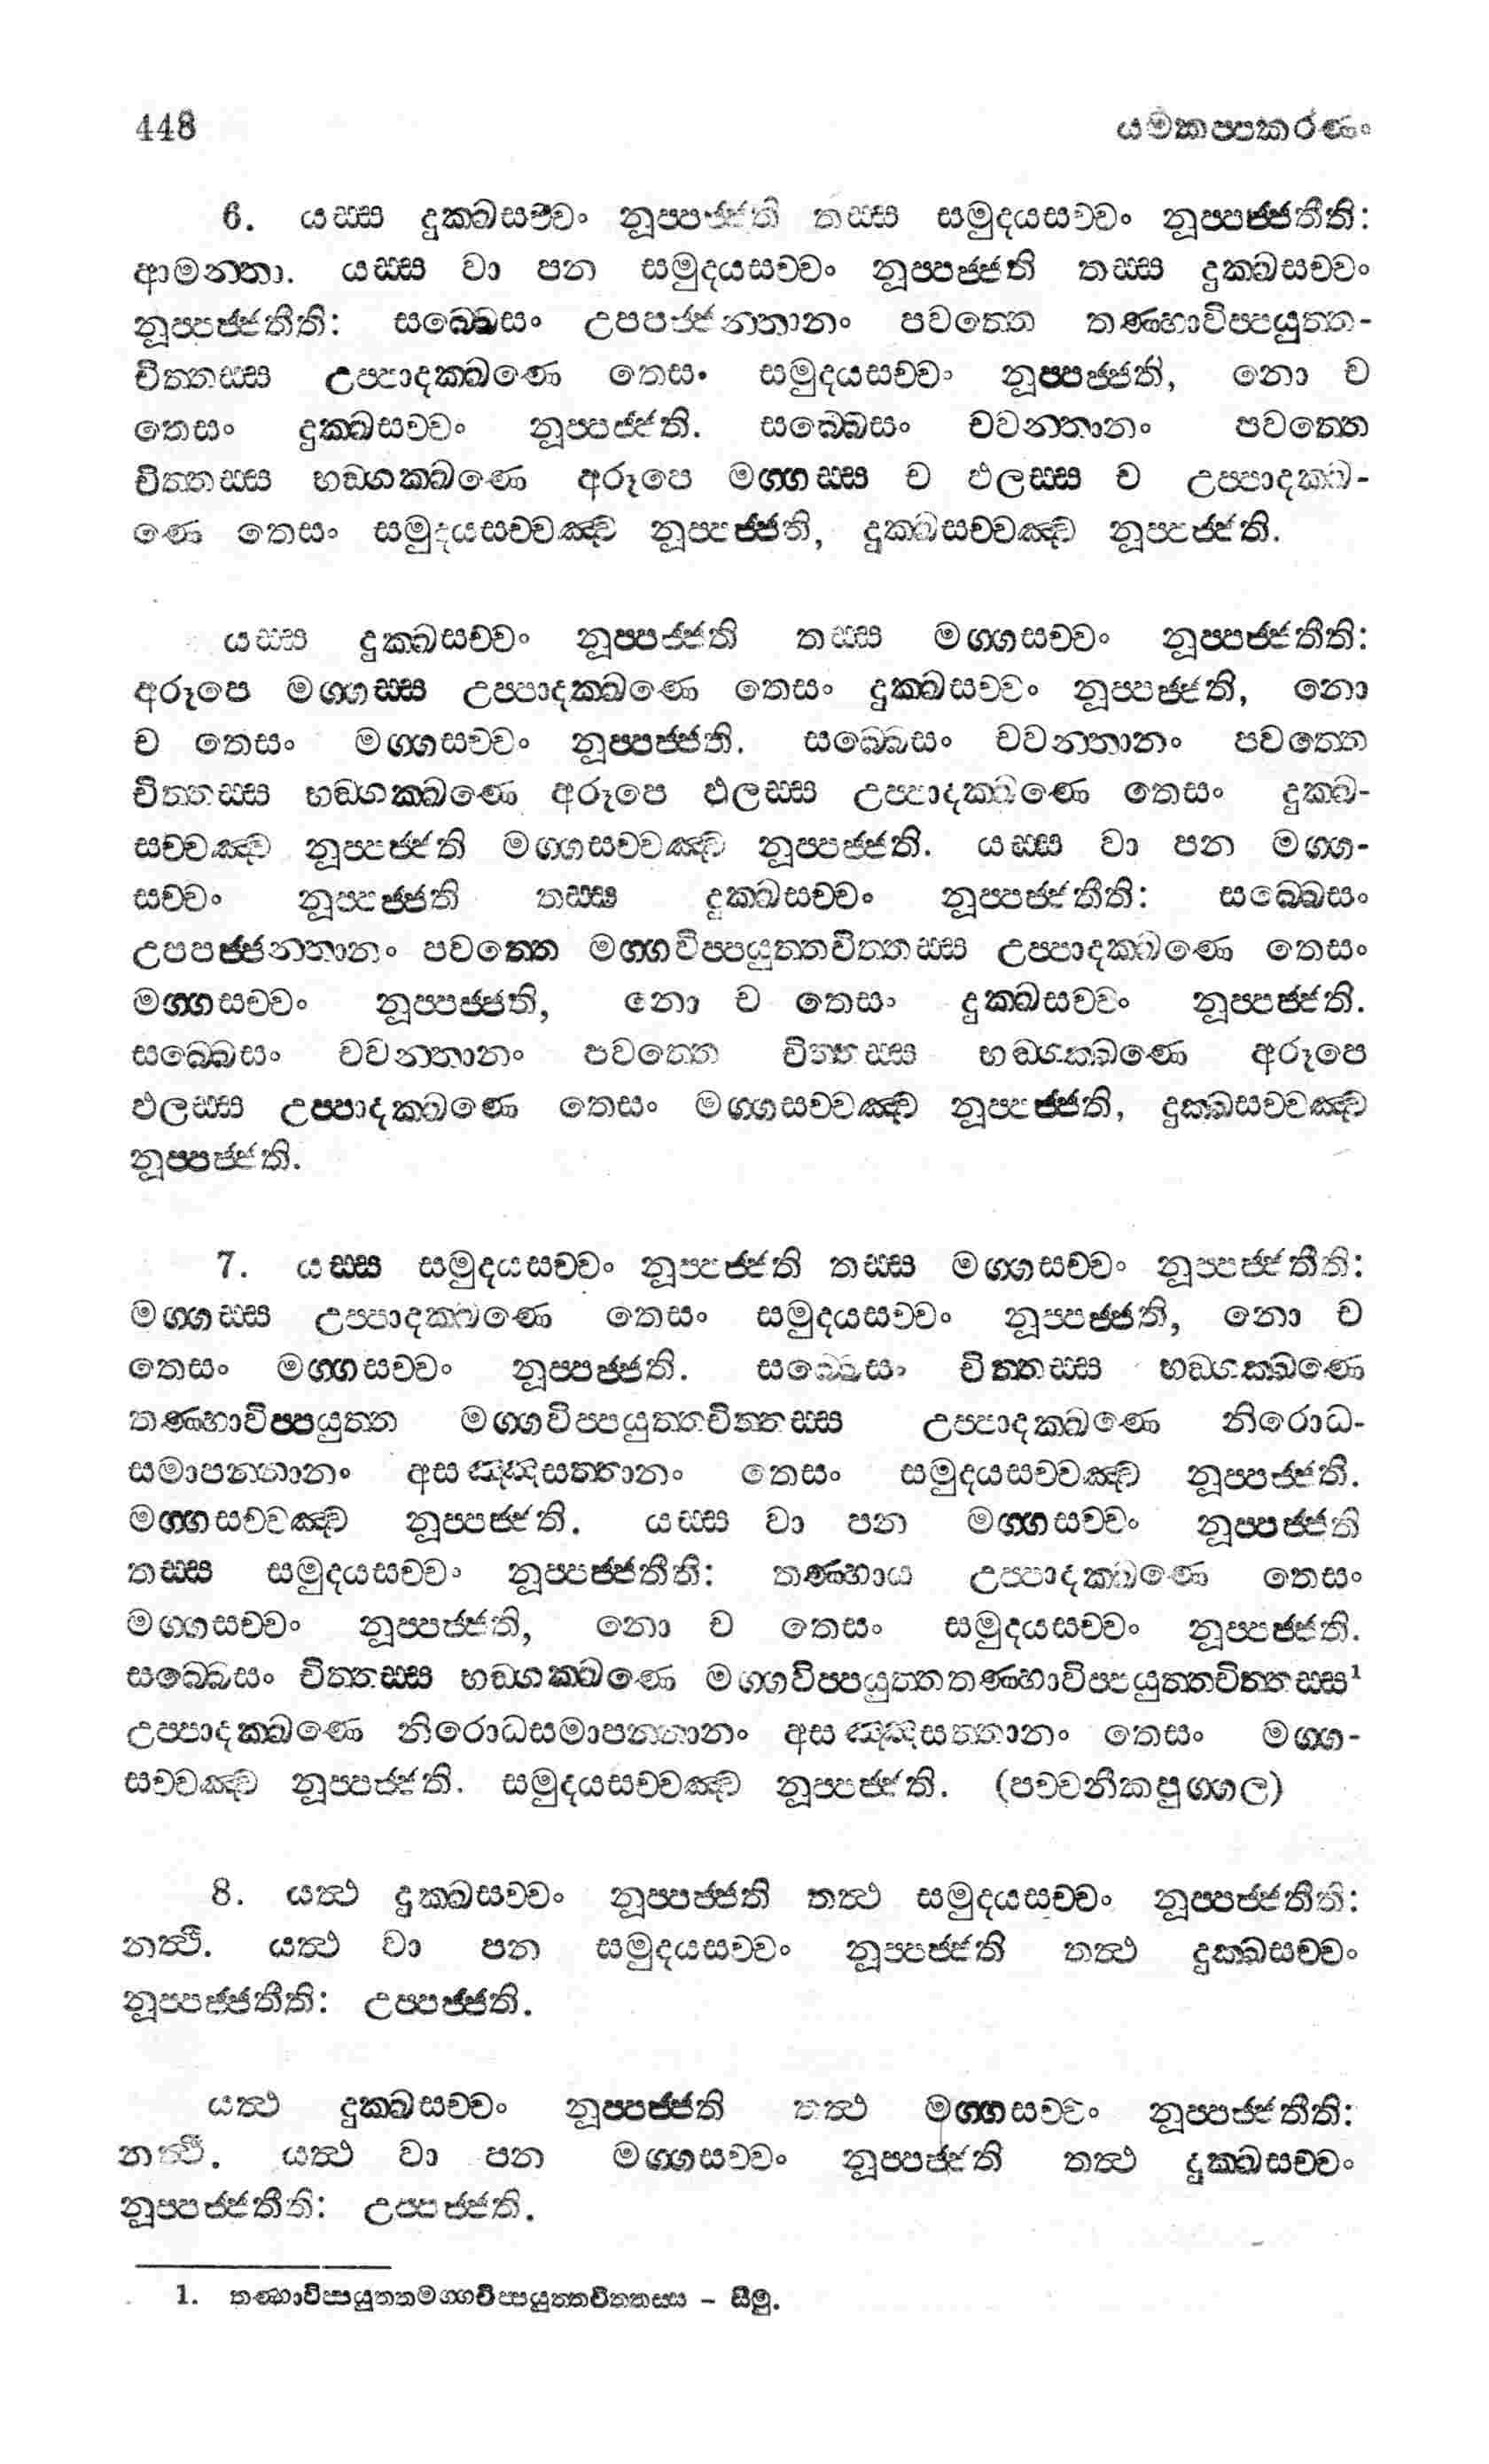 448 යමකප්පකරණං
6. යස්ස දුක්ඛසච්චං නූප්පජ්ජති තස්ස සමුදයසච්චං නූප්පජ්ජතීති:
ආමන්තා. යස්ස වා පන සමුදයසච්චං නූප්පජ්ජති තස්ස දුක්ඛසච්චං
නූප්පජ්ජතීති: සබ්බෙසං උපපජ්ජන්තානං පවත්තෙ තණ්හාවිප්පයුත්ත-
චිත්තස්ස උප්පාදක්ඛණෙ තෙසං සමුදයසච්චං නූප්පජ්ජති, නො ච
තෙසං දුක්ඛසච්චං නූප්පජ්ජති. සබ්බෙසං චවන්තානං පවත්තෙ
චිත්තස්ස භඞ්ගක්ඛණෙ අරූපෙ මග්ගස්ස ච ඵලස්ස ච උප්පාදක්ඛ-
ණෙ තෙසං සමුදයසච්චඤ්ච නූප්පජ්ජති, දුක්ඛසච්චඤ්ච නූප්පජ්ජති.
යස්ස දුක්ඛසච්චං නූප්පජ්ජති තස්ස මග්ගසච්චං නූප්පජ්ජතීති:
අරූපෙ මග්ගස්ස උප්පාදක්ඛණෙ තෙසං දුක්ඛසච්චං නූප්පජ්ජති, නො
ච තෙසං මග්ගසච්චං නූප්පජ්ජති. සබ්බෙසං චවන්තානං පවත්තෙ
චිත්තස්ස භඞ්ගක්ඛණෙ අරූපෙ ඵලස්ස උප්පාදක්ඛණෙ තෙසං දුක්ඛ-
සච්චඤ්ච නූප්පජ්ජති මග්ගසච්චඤ්ච නූප්පජ්ජති. යස්ස වා පන මග්ග-
සච්චං නූප්පජ්ජති තස්ස දුක්ඛසච්චං නූප්පජ්ජතීති: සබ්බෙසං
උපපජ්ජන්තානං පවත්තෙ මග්ගවිප්පයුත්තචිත්තස්ස උප්පාදක්ඛණෙ තෙසං
මග්ගසච්චං නූප්පජ්ජති, නො ච තෙසං දුක්ඛසච්චං නූප්පජ්ජති.
සබ්බෙසං චවන්තානං පවත්තෙ චිත්තස්ස භඞ්ගක්ඛණෙ අරූපෙ
ඵලස්ස උප්පාදක්ඛණෙ තෙසං මග්ගසච්චඤ්ච නූප්පජ්ජති, දුක්ඛසච්චඤ්ච
නූප්පජ්ජති.
7. යස්ස සමුදයසච්චං නූප්පජ්ජති තස්ස මග්ගසච්චං නූප්පජ්ජතීති:
මග්ගස්ස උප්පාදක්ඛණෙ තෙසං සමුදයසච්චං නූප්පජ්ජති, නො ච
තෙසං මග්ගසච්චං නූප්පජ්ජති. සබ්බෙසං චිත්තස්ස භඞ්ගක්ඛණෙ
තණ්හාවිප්පයුත්ත මග්ගවිප්පයුත්තචිත්තස්ස උප්පාදක්ඛණෙ නිරොධ-
සමාපන්නානං අසඤ්ඤසත්තානං තෙසං සමුදයසච්චඤ්ච නූප්පජ්ජති.
මග්ගසච්චඤ්ච නූප්පජ්ජති. යස්ස වා පන මග්ගසච්චං නූප්පජ්ජති
තස්ස සමුදයසච්චං නූප්පජ්ජතීති: තණ්හාය උප්පාදක්ඛණෙ තෙසං
මග්ගසච්චං නූප්පජ්ජති, නො ච තෙසං සමුදයසච්චං නූප්පජ්ජති.
සබ්බෙසං චිත්තස්ස භඞ්ගක්ඛණෙ මග්ගවිප්පයුත්තතණ්හාවිප්පයුත්තචිත්තස්ස¹
උප්පාදක්ඛණෙ නිරොධසමාපන්නානං අසඤ්ඤසත්තානං තෙසං මග්ග-
සච්චඤ්ච නූප්පජ්ජති. සමුදයසච්චඤ්ච නූප්පජ්ජති. (පච්චනීකපුග්ගල)
8. යත්ථ දුක්ඛසච්චං නූප්පජ්ජති තත්ථ සමුදයසච්චං නූප්පජ්ජතීති:
නත්ථි. යත්ථ වා පන සමුදයසච්චං නූප්පජ්ජති තත්ථ දුක්ඛසච්චං
නූප්පජ්ජතීති: උප්පජ්ජති.
යත්ථ දුක්ඛසච්චං නූප්පජ්ජති තත්ථ මග්ගසච්චං නූප්පජ්ජතීති:
නත්ථි. යත්ථ වා පන මග්ගසච්චං නූප්පජ්ජති තත්ථ දුක්ඛසච්චං
නූප්පජ්ජතීති: උප්පජ්ජති.
1. තණ්හාවිප්පයුත්තමග්ගවිප්පයුත්තචිත්තස්ස – සීමු.